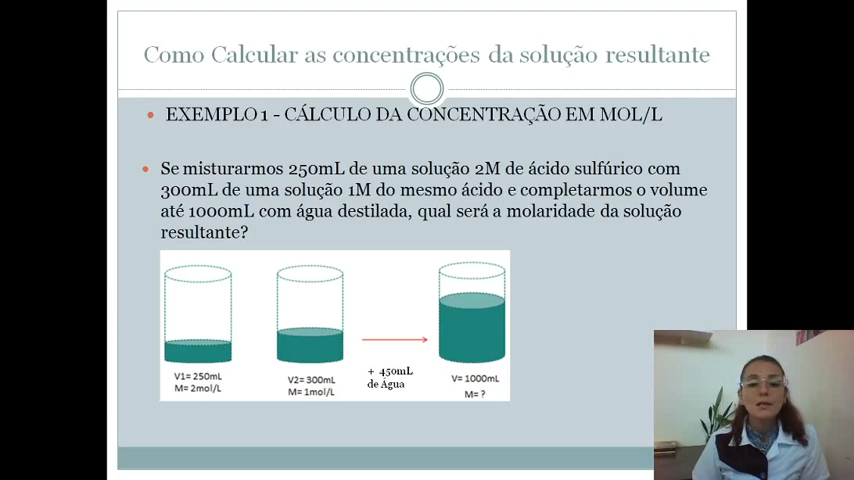 Como Calcular as concentrações da solução resultante
EXEMPLO 1 - CÁLCULO DA CONCENTRAÇÃO EM MOL/L
Se misturarmos 250mL de uma solução 2M de ácido sulfúrico com
300mL de uma solução 1M do mesmo ácido e completarmos o volume
até 1000mL com água destilada, qual será a molaridade da solução
resultante?
V1= 250mL
M= 2mol/L
V2= 300mL
M= 1mol/L
+ 450mL
de Água
V= 1000mL
M= ?